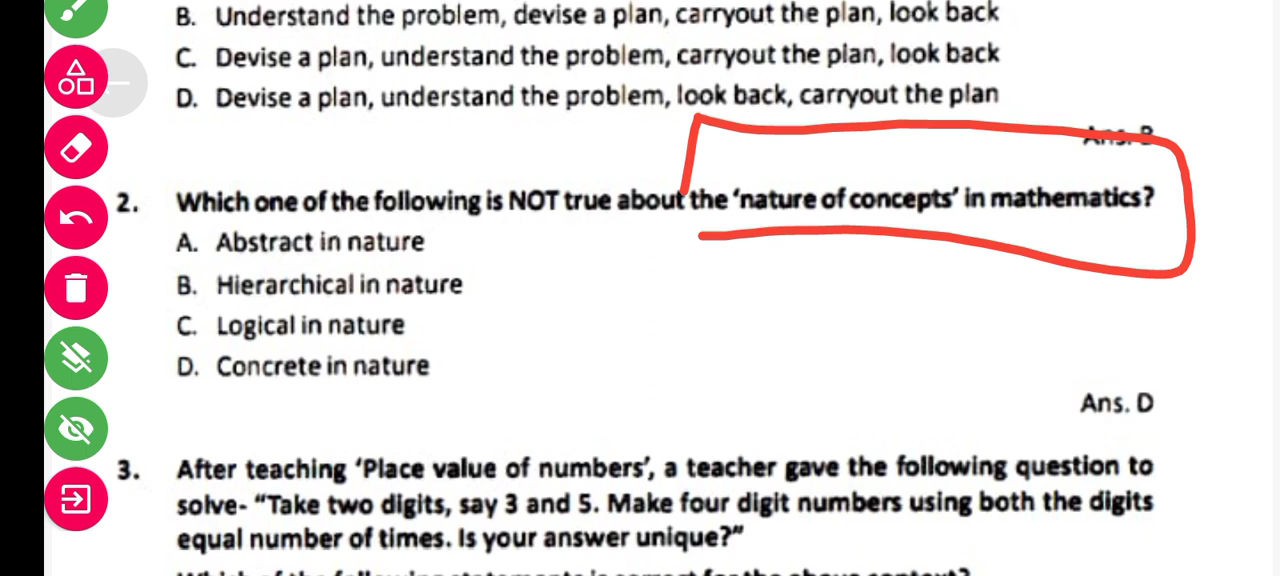 B. Understand the problem, devise a plan, carryout the plan, look back
C. Devise a plan, understand the problem, carryout the plan, look back
D. Devise a plan, understand the problem, look back, carryout the plan
Ans. B
2. Which one of the following is NOT true about the ‘nature of concepts’ in mathematics?
A. Abstract in nature
B. Hierarchical in nature
C. Logical in nature
D. Concrete in nature
Ans. D
3. After teaching ‘Place value of numbers’, a teacher gave the following question to
solve- “Take two digits, say 3 and 5. Make four digit numbers using both the digits
equal number of times. Is your answer unique?”